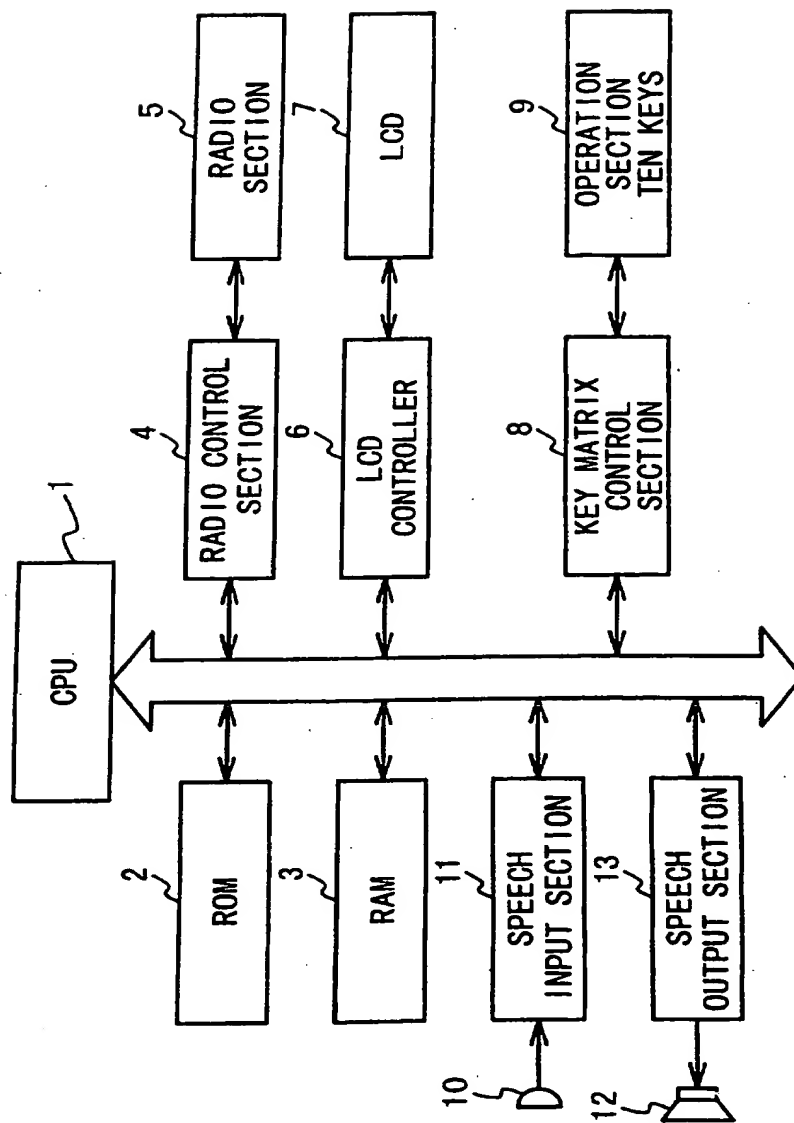 CPU
1
2
ROM
3
RAM
10
11
SPEECH
INPUT SECTION
12
13
SPEECH
OUTPUT SECTION
4
RADIO CONTROL
SECTION
5
RADIO
SECTION
6
LCD
CONTROLLER
7
LCD
8
KEY MATRIX
CONTROL
SECTION
9
OPERATION
SECTION
TEN KEYS